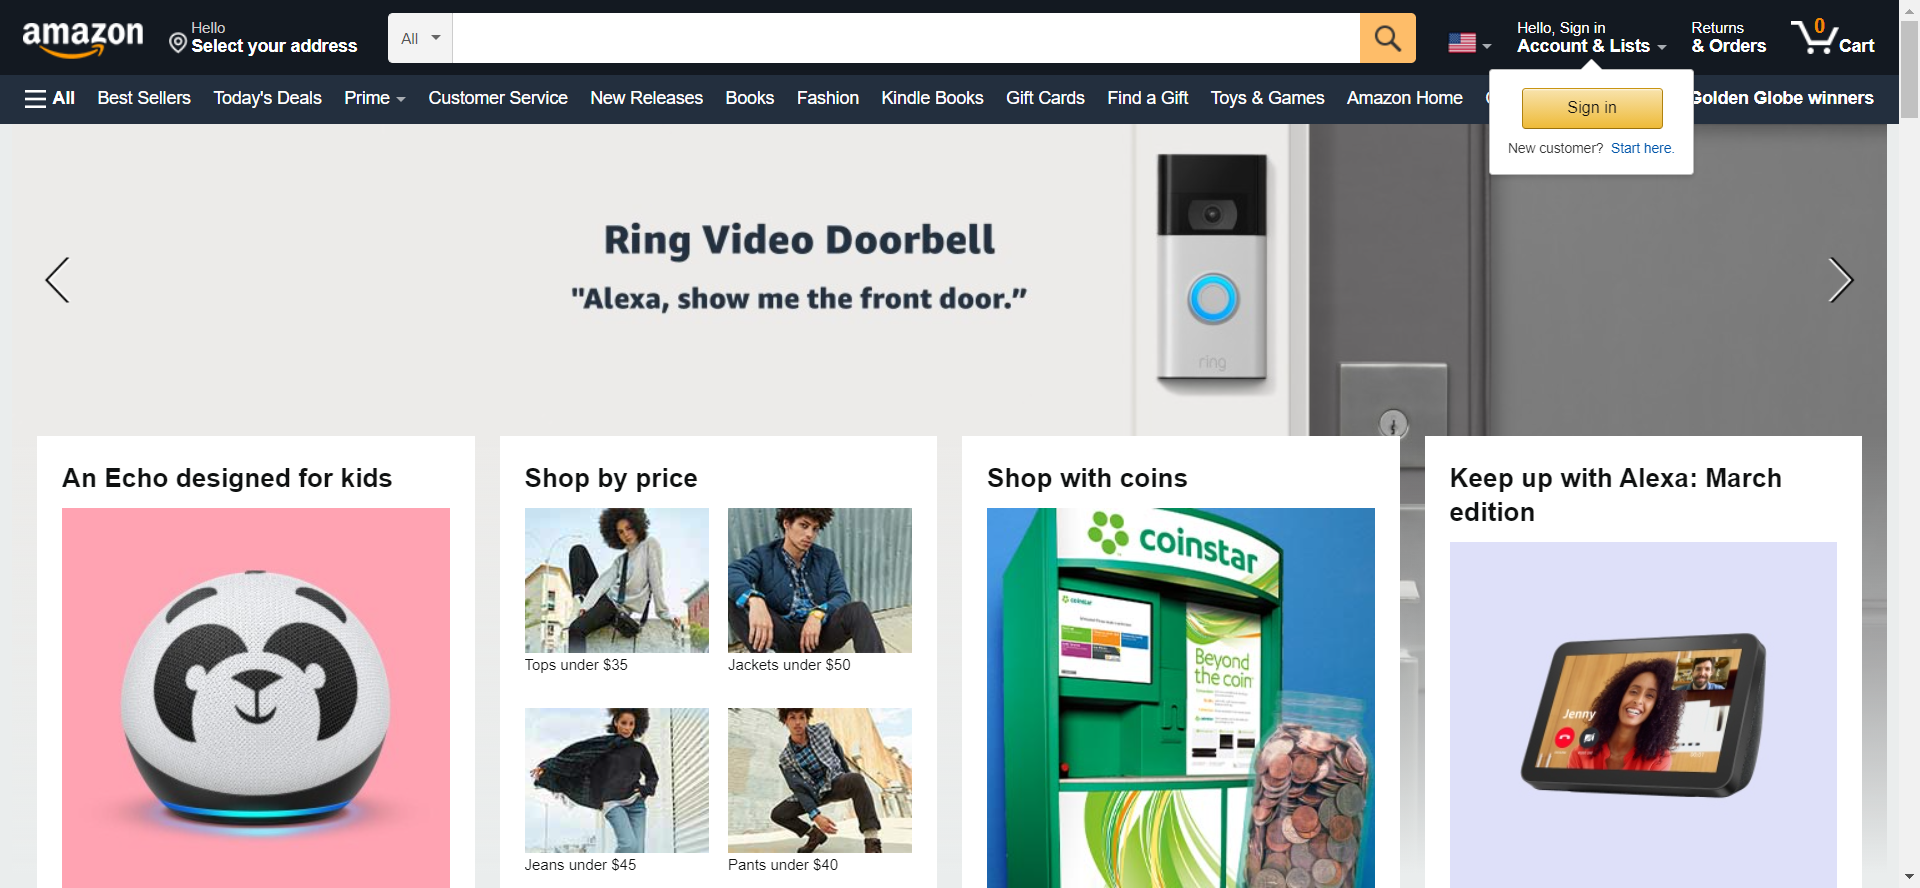 amazon
Hello
Select your address
All
Hello, Sign in
Account & Lists
Returns
& Orders
0
Cart
All
Best Sellers
Today's Deals
Prime
Customer Service
New Releases
Books
Fashion
Kindle Books
Gift Cards
Find a Gift
Toys & Games
Amazon Home
Golden Globe winners
Sign in
New customer? Start here.
Ring Video Doorbell
"Alexa, show me the front door.”
ring
An Echo designed for kids
Shop by price
Tops under $35
Jackets under $50
Jeans under $45
Pants under $40
Shop with coins
coinstar
coinstar
Beyond
the coin
Keep up with Alexa: March
edition
Jenny